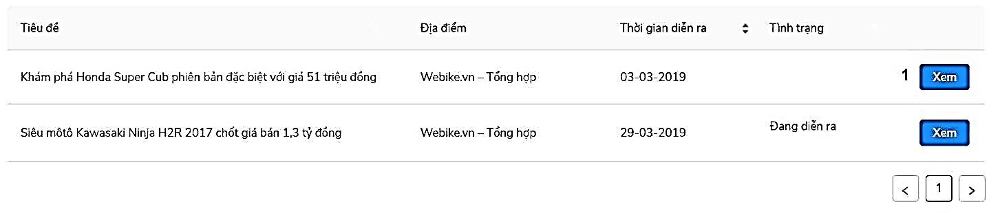 Tiêu đề Địa điểm Thời gian diễn ra Tình trạng
Khám phá Honda Super Cub phiên bản đặc biệt với giá 51 triệu đồng Webike.vn – Tổng hợp 03-03-2019 1 Xem
Siêu môtô Kawasaki Ninja H2R 2017 chốt giá bán 1,3 tỷ đồng Webike.vn – Tổng hợp 29-03-2019 Đang diễn ra Xem
< 1 >